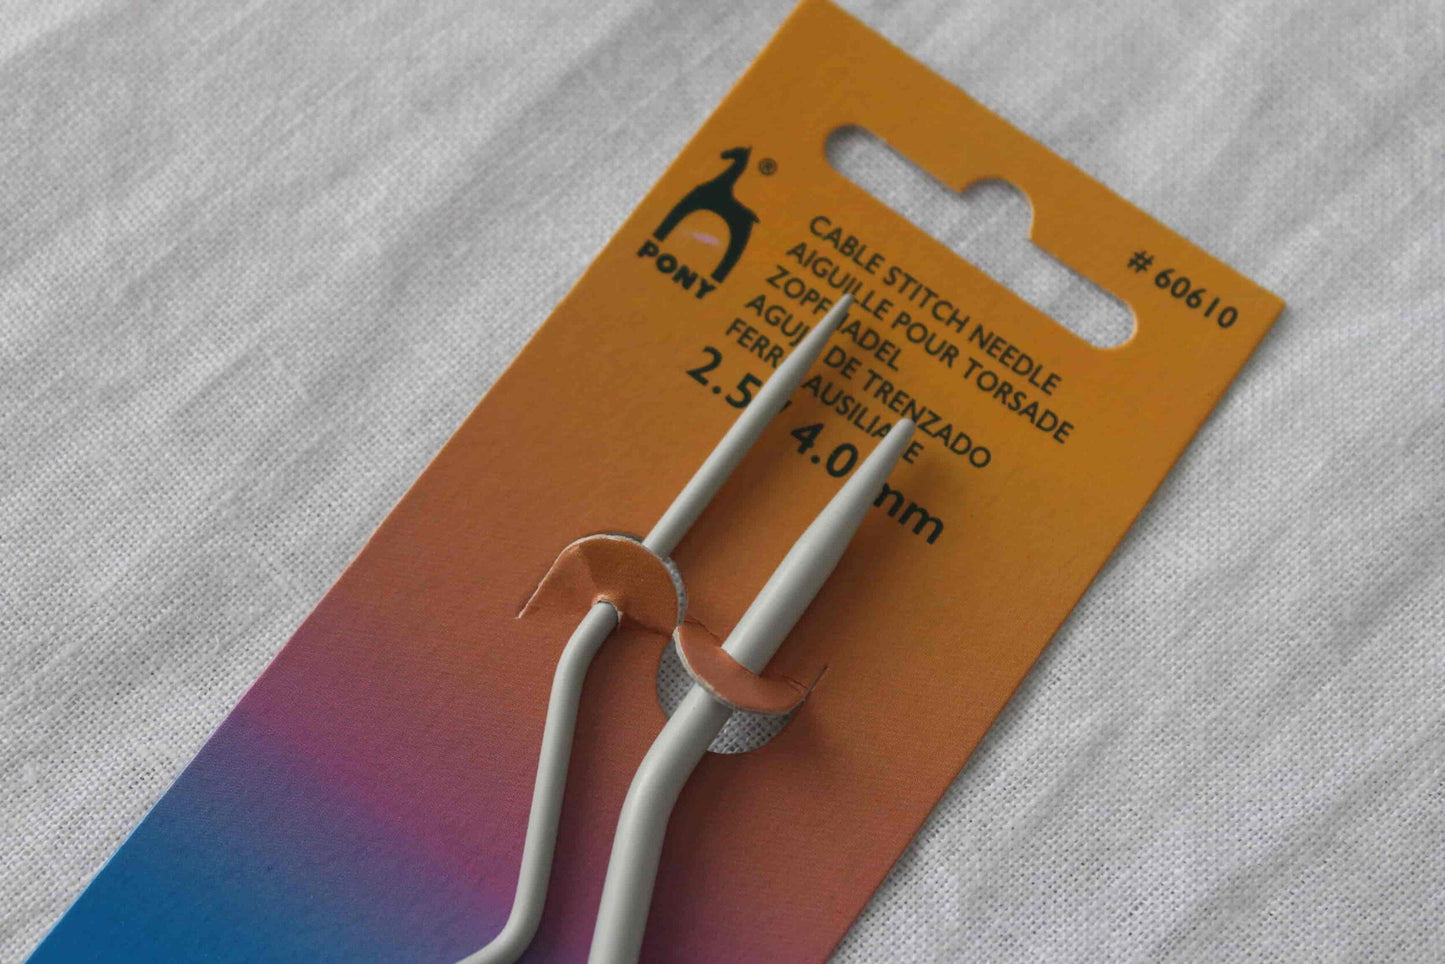 ®
PONY
# 60610
CABLE STITCH NEEDLE
AIGUILLE POUR TORSADE
ZOPFNADEL
AGUJA DE TRENZADO
FERRO AUSILIARE
2.5 / 4.0 mm